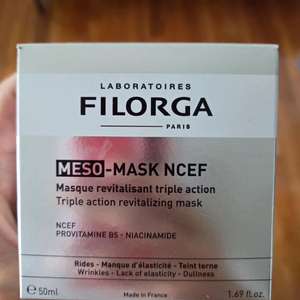 LABORATOIRES
FILORGA
PARIS
MESO-MASK NCEF
Masque revitalisant triple action
Triple action revitalizing mask
NCEF
PROVITAMINE B5 - NIACINAMIDE
Rides - Manque d'élasticité - Teint terne
Wrinkles - Lack of elasticity - Dullness
e 50ml
Made in France
1.69 fl.oz.